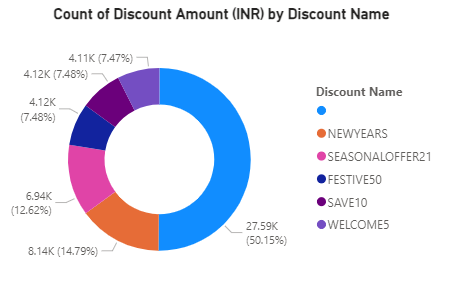 Count of Discount Amount (INR) by Discount Name
4.11K (7.47%)
4.12K (7.48%)
4.12K
(7.48%)
6.94K
(12.62%)
8.14K (14.79%)
27.59K
(50.15%)
Discount Name
NEWYEARS
SEASONALOFFER21
FESTIVE50
SAVE10
WELCOME5